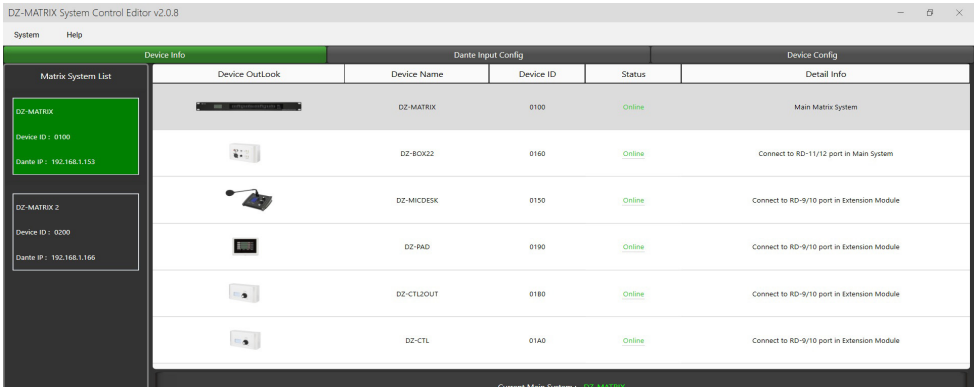 DZ-MATRIX System Control Editor v2.0.8
System Help
Device Info Dante Input Config Device Config
Matrix System List
DZ-MATRIX
Device ID : 0100
Dante IP : 192.168.1.153
DZ-MATRIX 2
Device ID : 0200
Dante IP : 192.168.1.166
Device OutLook Device Name Device ID Status Detail Info
DZ-MATRIX 0100 Online Main Matrix System
DZ-BOX22 0160 Online Connect to RD-11/12 port in Main System
DZ-MICDESK 0150 Online Connect to RD-9/10 port in Extension Module
DZ-PAD 0190 Online Connect to RD-9/10 port in Extension Module
DZ-CTL2OUT 01B0 Online Connect to RD-9/10 port in Extension Module
DZ-CTL 01A0 Online Connect to RD-9/10 port in Extension Module
Current Main System : DZ-MATRIX